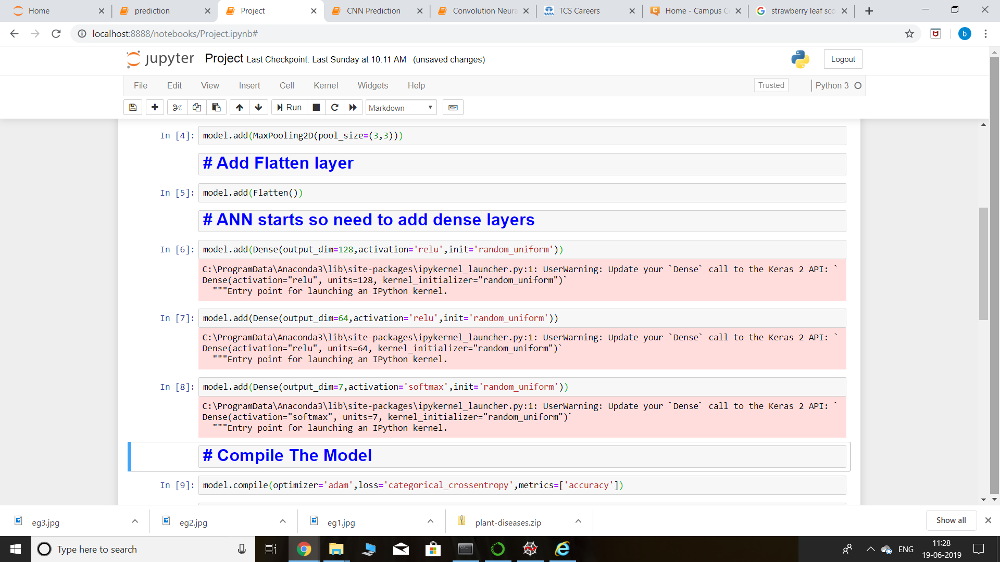 Home
prediction
Project
CNN Prediction
Convolution Neura
TCS Careers
Home - Campus C
strawberry leaf sco
localhost:8888/notebooks/Project.ipynb#
b
jupyter Project Last Checkpoint: Last Sunday at 10:11 AM (unsaved changes)
Logout
File Edit View Insert Cell Kernel Widgets Help
Trusted
Python 3
Run
Markdown
In [4]: model.add(MaxPooling2D(pool_size=(3,3)))
# Add Flatten layer
In [5]: model.add(Flatten())
# ANN starts so need to add dense layers
In [6]: model.add(Dense(output_dim=128,activation='relu',init='random_uniform'))
C:\ProgramData\Anaconda3\lib\site-packages\ipykernel_launcher.py:1: UserWarning: Update your `Dense` call to the Keras 2 API: `
Dense(activation="relu", units=128, kernel_initializer="random_uniform")`
"""Entry point for launching an IPython kernel.
In [7]: model.add(Dense(output_dim=64,activation='relu',init='random_uniform'))
C:\ProgramData\Anaconda3\lib\site-packages\ipykernel_launcher.py:1: UserWarning: Update your `Dense` call to the Keras 2 API: `
Dense(activation="relu", units=64, kernel_initializer="random_uniform")`
"""Entry point for launching an IPython kernel.
In [8]: model.add(Dense(output_dim=7,activation='softmax',init='random_uniform'))
C:\ProgramData\Anaconda3\lib\site-packages\ipykernel_launcher.py:1: UserWarning: Update your `Dense` call to the Keras 2 API: `
Dense(activation="softmax", units=7, kernel_initializer="random_uniform")`
"""Entry point for launching an IPython kernel.
# Compile The Model
In [9]: model.compile(optimizer='adam',loss='categorical_crossentropy',metrics=['accuracy'])
eg3.jpg
eg2.jpg
eg1.jpg
plant-diseases.zip
Show all
Type here to search
ENG
11:28
19-06-2019